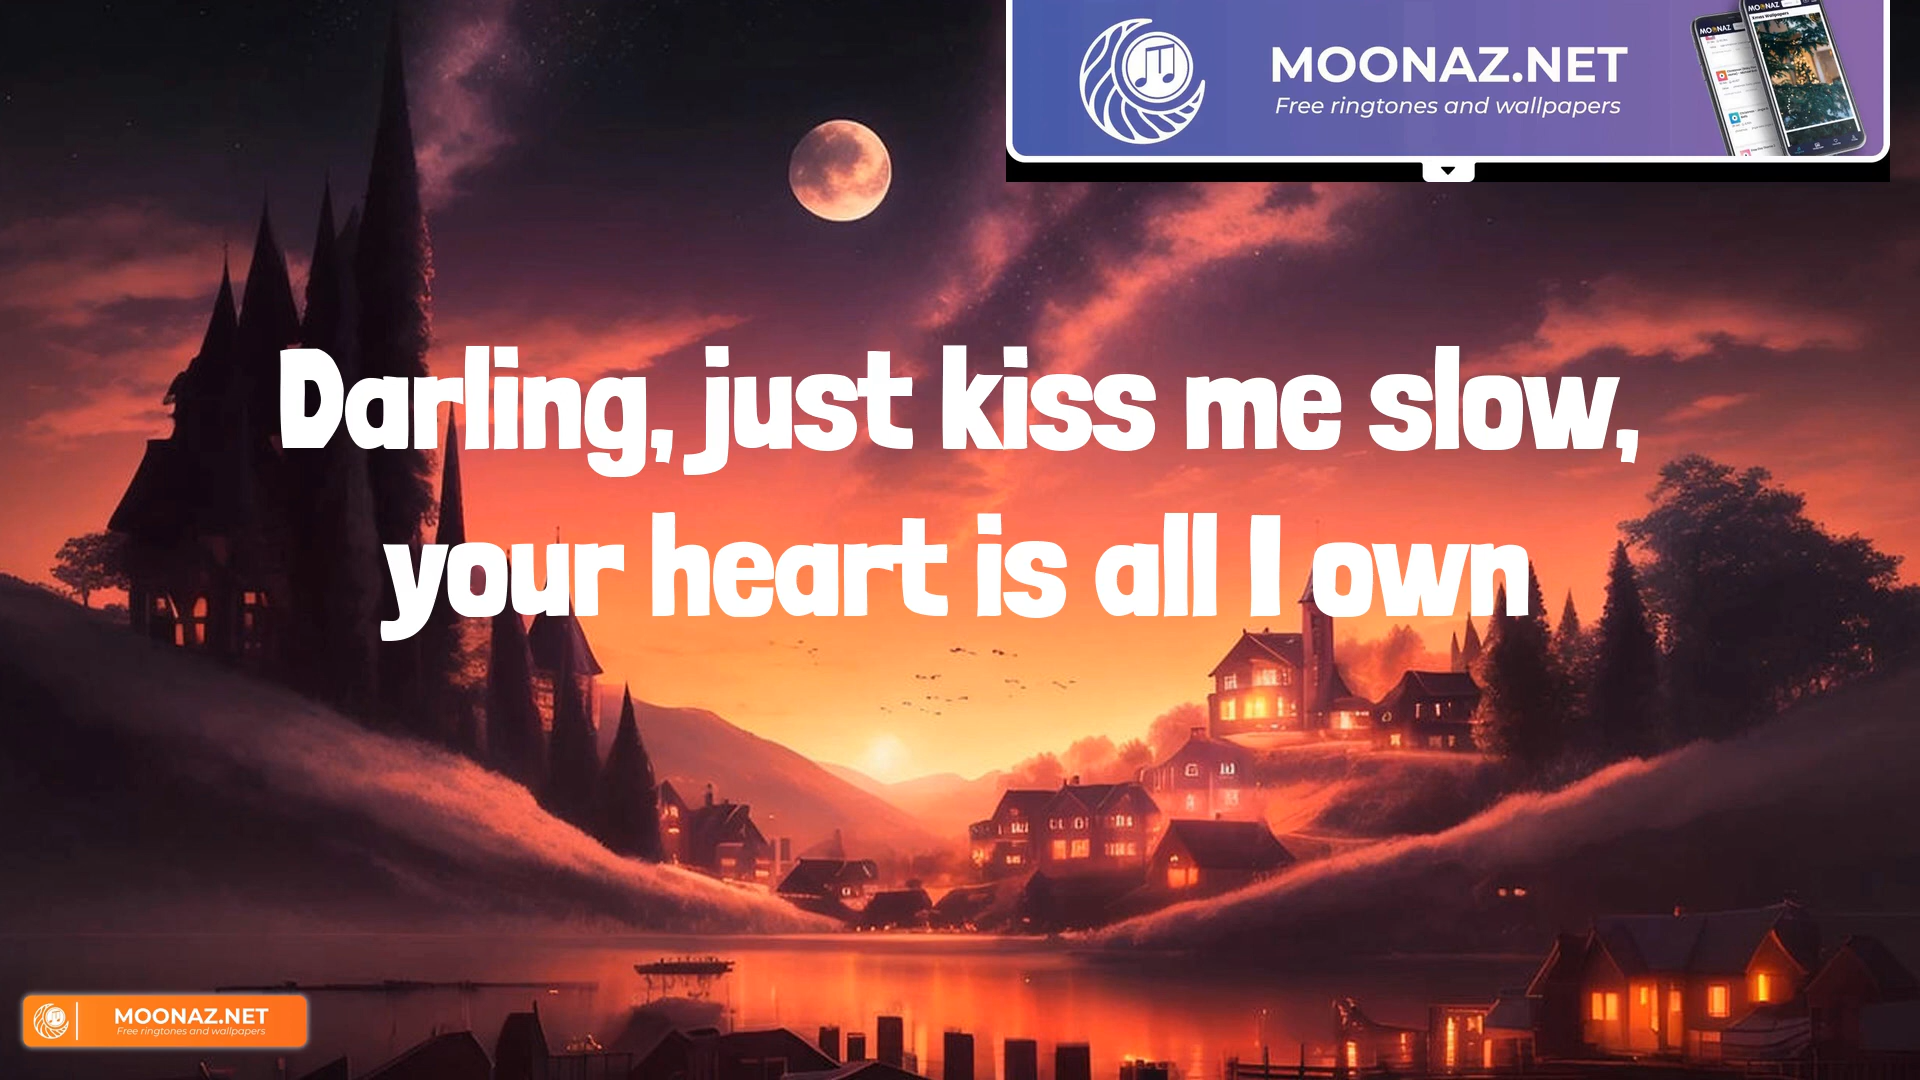 MOONAZ.NET
Free ringtones and wallpapers
Darling, just kiss me slow,
your heart is all I own
MOONAZ.NET
Free ringtones and wallpapers